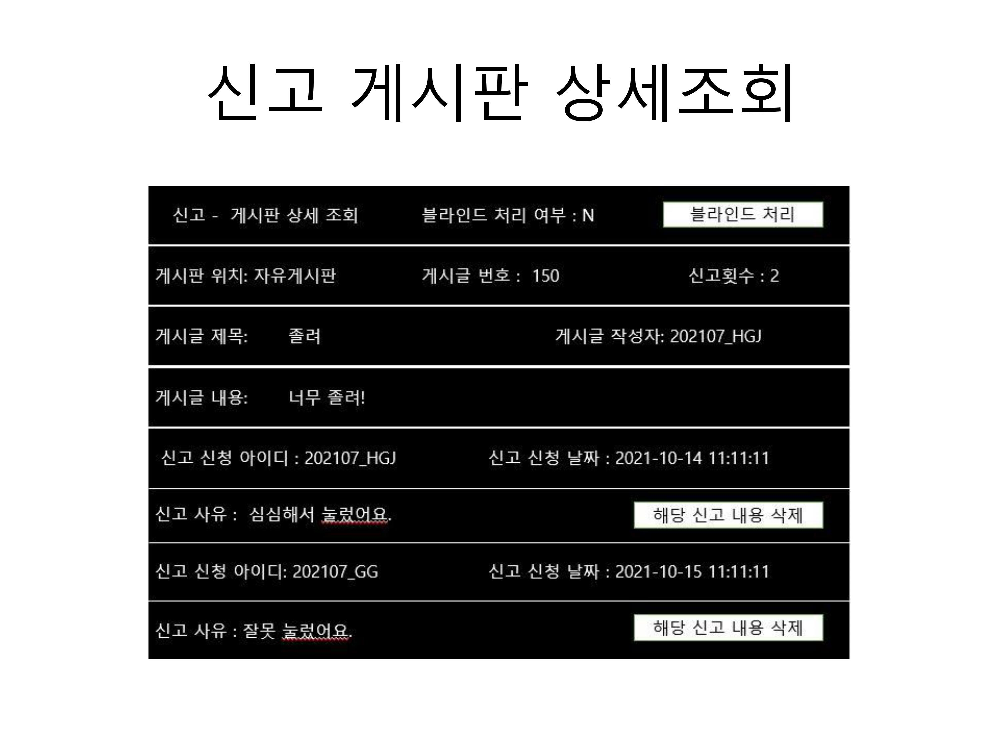 신고 게시판 상세조회
신고 - 게시판 상세 조회 블라인드 처리 여부 : N 블라인드 처리
게시판 위치: 자유게시판 게시글 번호 : 150 신고횟수 : 2
게시글 제목: 졸려 게시글 작성자: 202107_HGJ
게시글 내용: 너무 졸려!
신고 신청 아이디 : 202107_HGJ 신고 신청 날짜 : 2021-10-14 11:11:11
신고 사유 : 심심해서 눌렀어요. 해당 신고 내용 삭제
신고 신청 아이디: 202107_GG 신고 신청 날짜 : 2021-10-15 11:11:11
신고 사유 : 잘못 눌렀어요. 해당 신고 내용 삭제